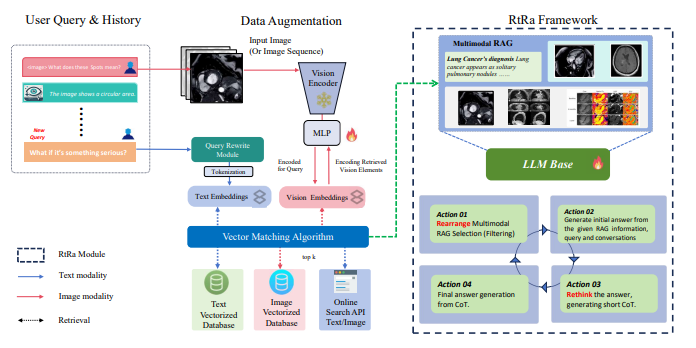 User Query & History
<image> What does these Spots mean?
The image shows a circular area.
New
Query
What if it's something serious?
RtRa Module
Text modality
Image modality
Retrieval
Data Augmentation
Input Image
(Or Image Sequence)
Vision
Encoder
MLP
Query Rewrite
Module
Tokenization
Encoded
for Query
Encoding Retrieved
Vision Elements
Text Embeddings
Vision Embeddings
Vector Matching Algorithm
top k
Text
Vectorized
Database
Image
Vectorized
Database
Online
Search API
Text/Image
RtRa Framework
Multimodal RAG
Lung Cancer's diagnosis Lung
cancer appears as solitary
pulmonary nodules ……
LLM Base
Action 01
Rearrange Multimodal
RAG Selection (Filtering)
Action 02
Generate initial answer from
the given RAG information,
query and conversations
Action 04
Final answer generation
from CoT.
Action 03
Rethink the answer,
generating short CoT.